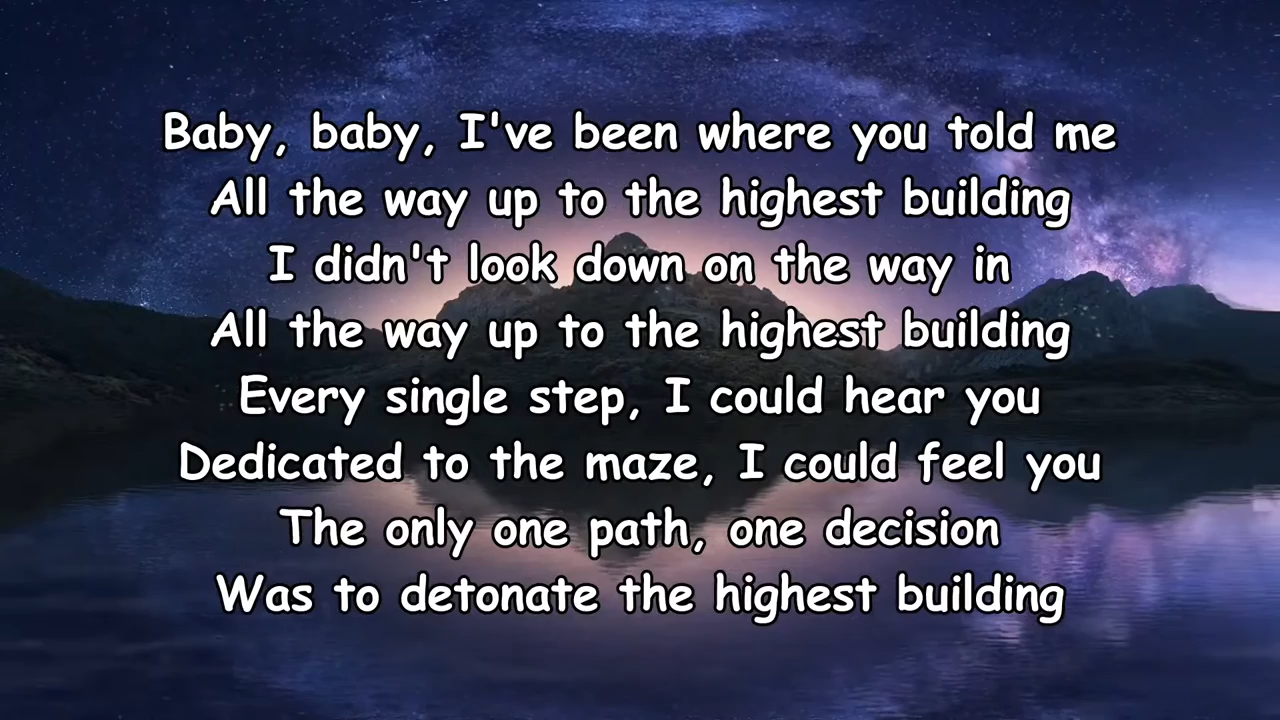 Baby, baby, I've been where you told me
All the way up to the highest building
I didn't look down on the way in
All the way up to the highest building
Every single step, I could hear you
Dedicated to the maze, I could feel you
The only one path, one decision
Was to detonate the highest building